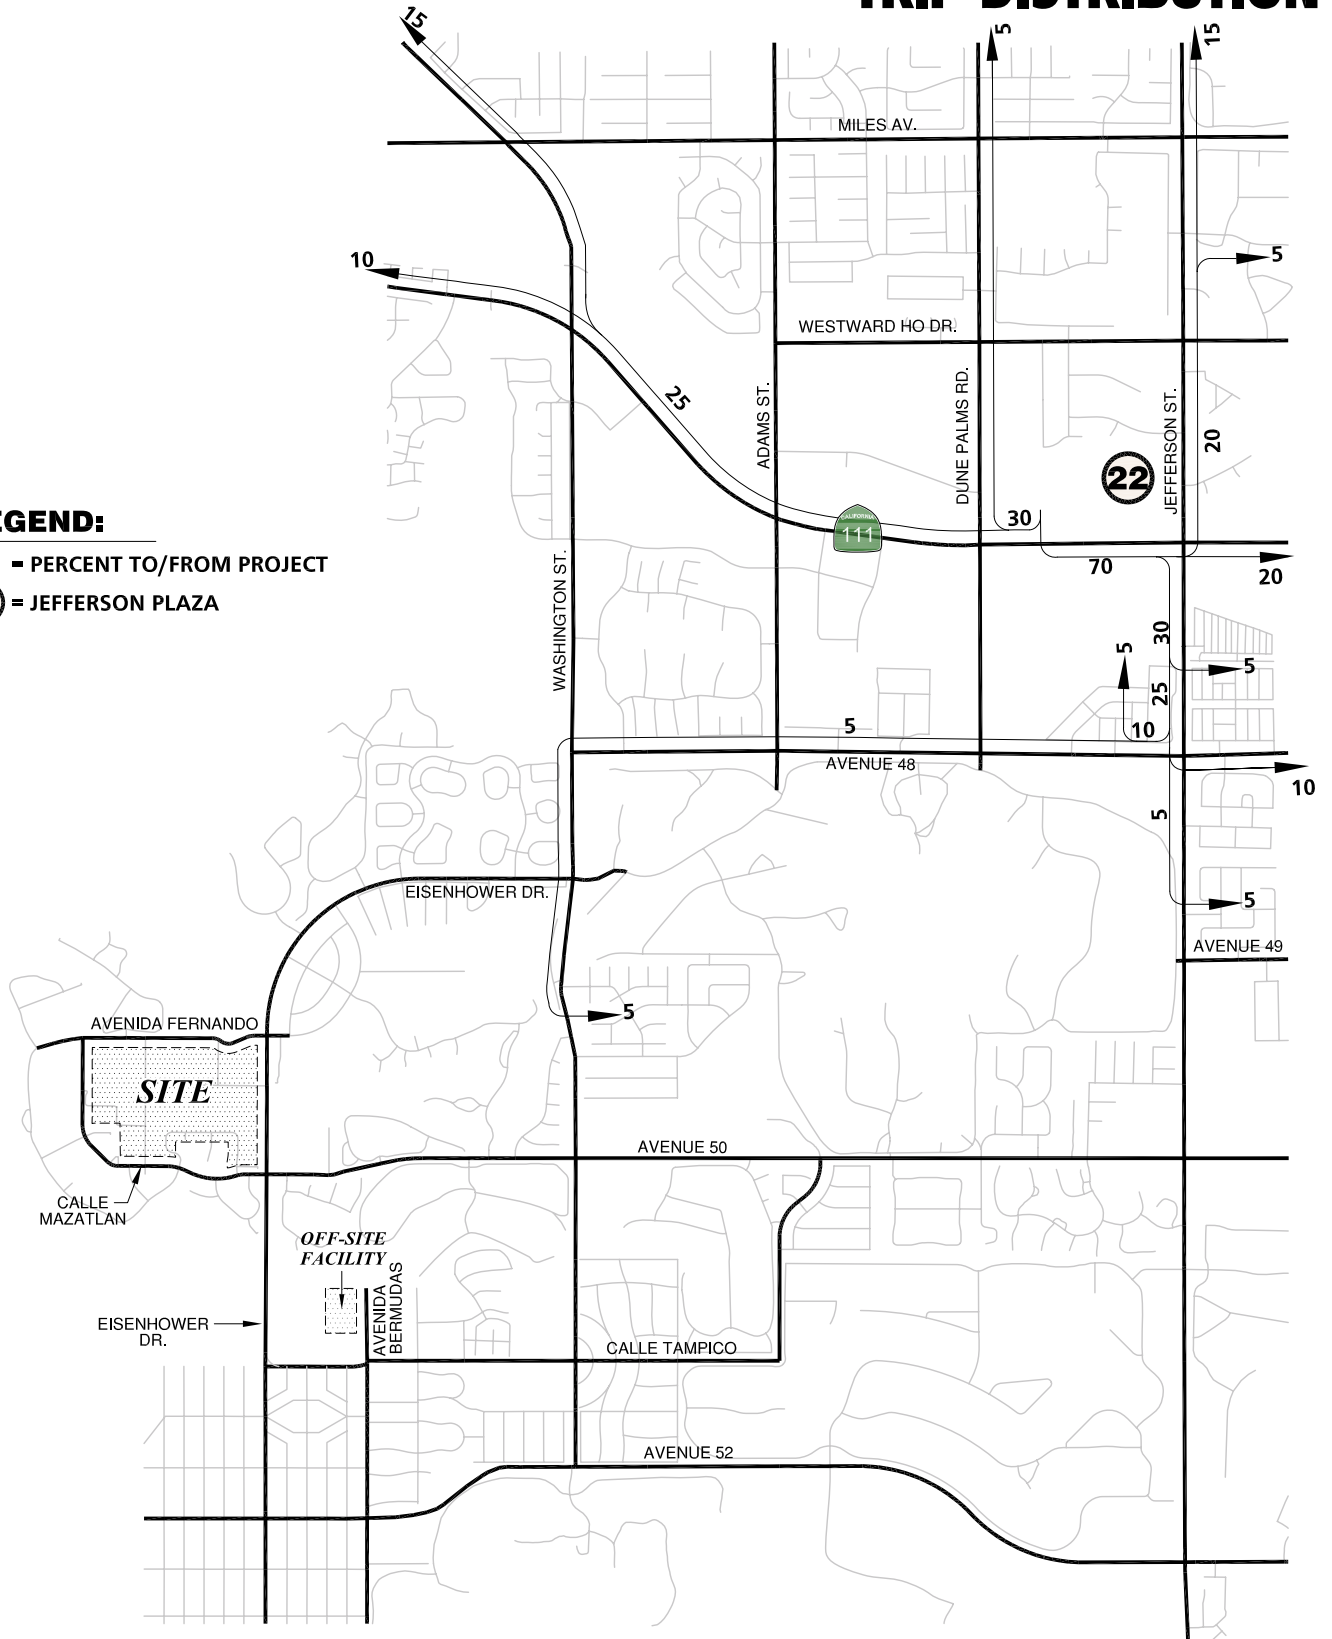 TRIP DISTRIBUTION
15
5
15
MILES AV.
5
10
WESTWARD HO DR.
25
ADAMS ST.
DUNE PALMS RD.
JEFFERSON ST.
20
22
CALIFORNIA
111
30
70
20
EGEND:
= PERCENT TO/FROM PROJECT
= JEFFERSON PLAZA
WASHINGTON ST.
30
5
5
25
10
5
AVENUE 48
10
5
EISENHOWER DR.
5
AVENUE 49
5
AVENIDA FERNANDO
SITE
AVENUE 50
CALLE
MAZATLAN
OFF-SITE
FACILITY
AVENIDA
BERMUDAS
EISENHOWER
DR.
CALLE TAMPICO
AVENUE 52